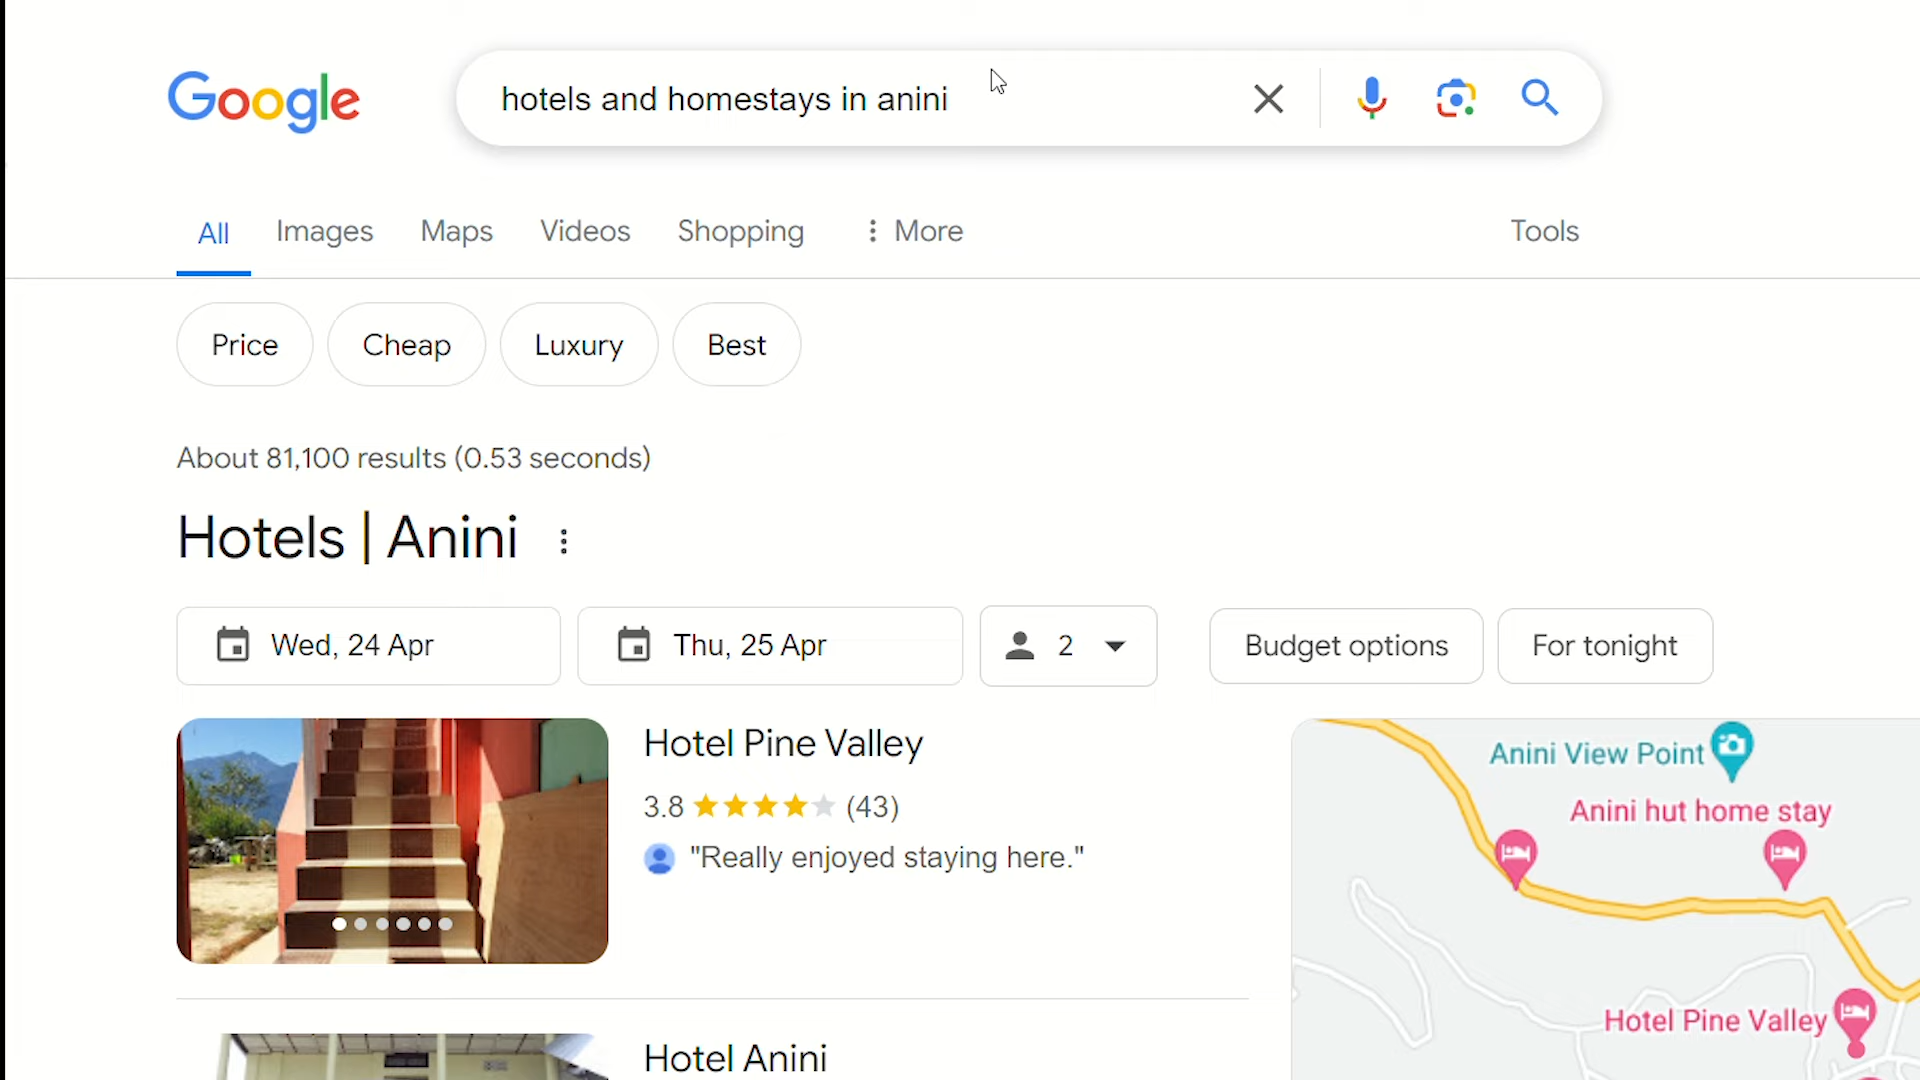 Google
hotels and homestays in anini
All Images Maps Videos Shopping More Tools
Price Cheap Luxury Best
About 81,100 results (0.53 seconds)
Hotels | Anini
Wed, 24 Apr Thu, 25 Apr 2 Budget options For tonight
Hotel Pine Valley
3.8 (43)
"Really enjoyed staying here."
Hotel Anini
Anini View Point
Anini hut home stay
Hotel Pine Valley